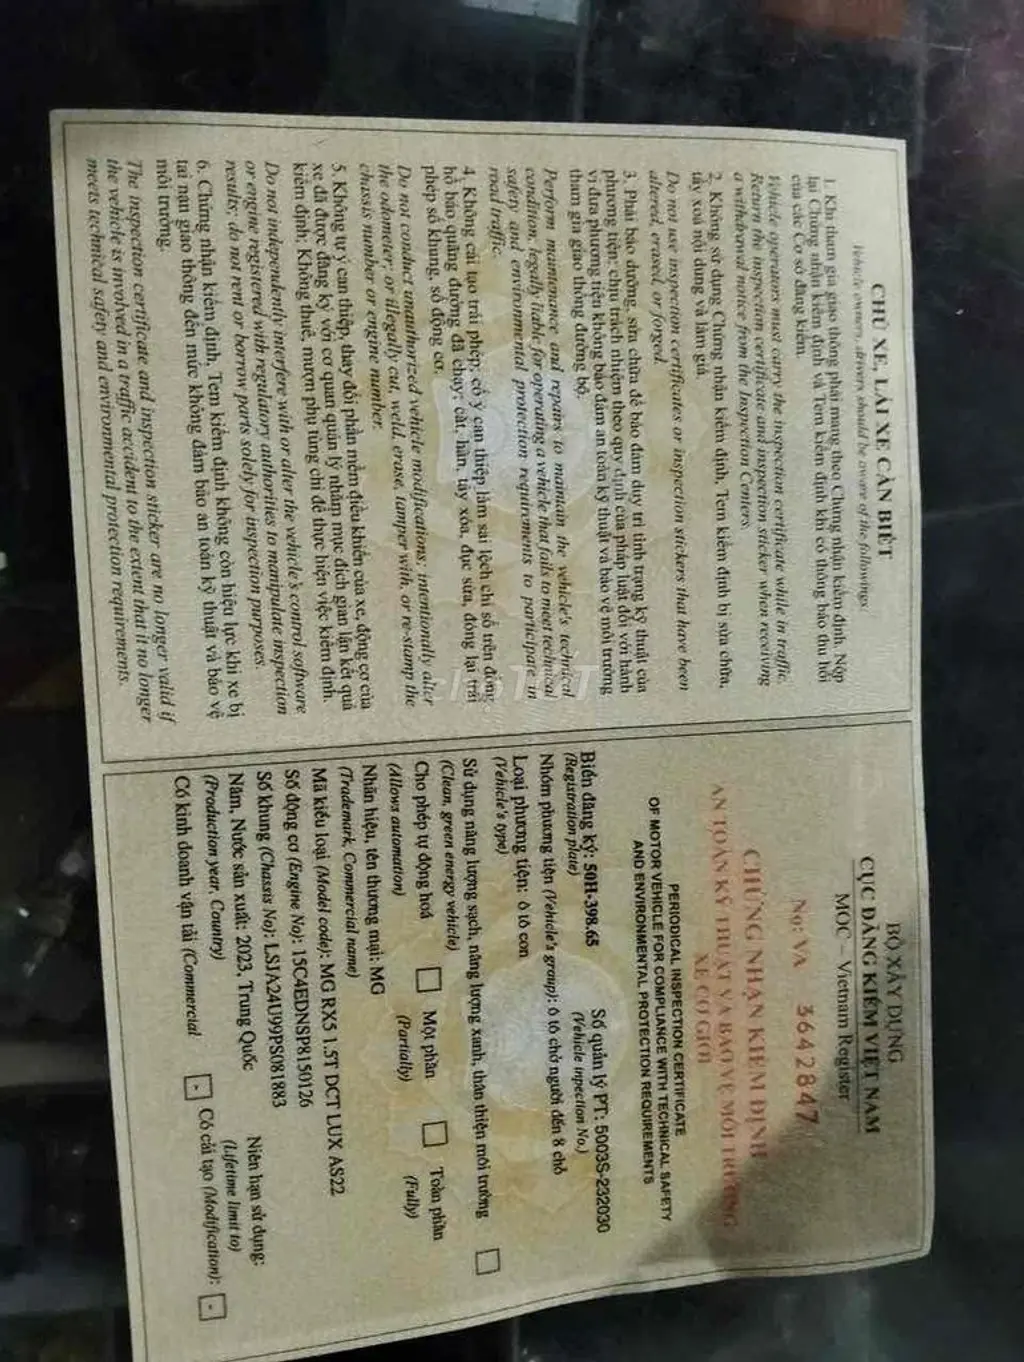 CHỦ XE, LÁI XE CẦN BIẾT
Vehicle owners, drivers should be aware of the followings:
1. Khi tham gia giao thông phải mang theo Chứng nhận kiểm định. Nộp
lại Chứng nhận kiểm định và Tem kiểm định khi có thông báo thu hồi
của các Cơ sở đăng kiểm.
Vehicle operators must carry the inspection certificate while in traffic.
Return the inspection certificate and inspection sticker when receiving
a withdrawal notice from the Inspection Centers.
2. Không sử dụng Chứng nhận kiểm định, Tem kiểm định bị sửa chữa,
tẩy xoá nội dung và làm giả.
Do not use inspection certificates or inspection stickers that have been
altered, erased, or forged.
3. Phải bảo dưỡng, sửa chữa để bảo đảm duy trì tình trạng kỹ thuật của
phương tiện; chịu trách nhiệm theo quy định của pháp luật đối với hành
vi đưa phương tiện không bảo đảm an toàn kỹ thuật và bảo vệ môi trường
tham gia giao thông đường bộ.
Perform maintenance and repairs to maintain the vehicle's technical
condition, legally liable for operating a vehicle that fails to meet technical
safety and environmental protection requirements to participate in
road traffic.
4. Không cải tạo trái phép; cố ý can thiệp làm sai lệch chỉ số trên đồng
hồ báo quãng đường đã chạy; cắt, hàn, tẩy xóa, đục sửa, đóng lại trái
phép số khung, số động cơ.
Do not conduct unauthorized vehicle modifications; intentionally alter
the odometer; or illegally cut, weld, erase, tamper with, or re-stamp the
chassis number or engine number.
5. Không tự ý can thiệp, thay đổi phần mềm điều khiển của xe, động cơ của
xe đã được đăng ký với cơ quan quản lý nhằm mục đích gian lận kết quả
kiểm định; Không thuê, mượn phụ tùng chỉ để thực hiện việc kiểm định.
Do not independently interfere with or alter the vehicle's control software
or engine registered with regulatory authorities to manipulate inspection
results; do not rent or borrow parts solely for inspection purposes.
6. Chứng nhận kiểm định, Tem kiểm định không còn hiệu lực khi xe bị
tai nạn giao thông đến mức không đảm bảo an toàn kỹ thuật và bảo vệ
môi trường.
The inspection certificate and inspection sticker are no longer valid if
the vehicle is involved in a traffic accident to the extent that it no longer
meets technical safety and environmental protection requirements.
BỘ XÂY DỰNG
CỤC ĐĂNG KIỂM VIỆT NAM
MOC – Vietnam Register
No: VA 3642847
CHỨNG NHẬN KIỂM ĐỊNH
AN TOÀN KỸ THUẬT VÀ BẢO VỆ MÔI TRƯỜNG
XE CƠ GIỚI
PERIODICAL INSPECTION CERTIFICATE
OF MOTOR VEHICLE FOR COMPLIANCE WITH TECHNICAL SAFETY
AND ENVIRONMENTAL PROTECTION REQUIREMENTS
Biển đăng ký: 50H-398.65 Số quản lý PT: 5003S-232030
(Registration plate) (Vehicle inpection No.)
Nhóm phương tiện (Vehicle's group): ô tô chở người đến 8 chỗ
Loại phương tiện: ô tô con
(Vehicle's type)
Sử dụng năng lượng sạch, năng lượng xanh, thân thiện môi trường
(Clean, green energy vehicle)
Cho phép tự động hoá Một phần Toàn phần
(Allows automation) (Partially) (Fully)
Nhãn hiệu, tên thương mại: MG
(Trademark, Commercial name)
Mã kiểu loại (Model code): MG RX5 1.5T DCT LUX AS22
Số động cơ (Engine No): 15C4EDNSP8150126
Số khung (Chassis No): LSJA24U99PS081883
Năm, Nước sản xuất: 2023, Trung Quốc Niên hạn sử dụng:
(Production year, Country) (Lifetime limit to)
Có kinh doanh vận tải (Commercial - Có cải tạo (Modification): -